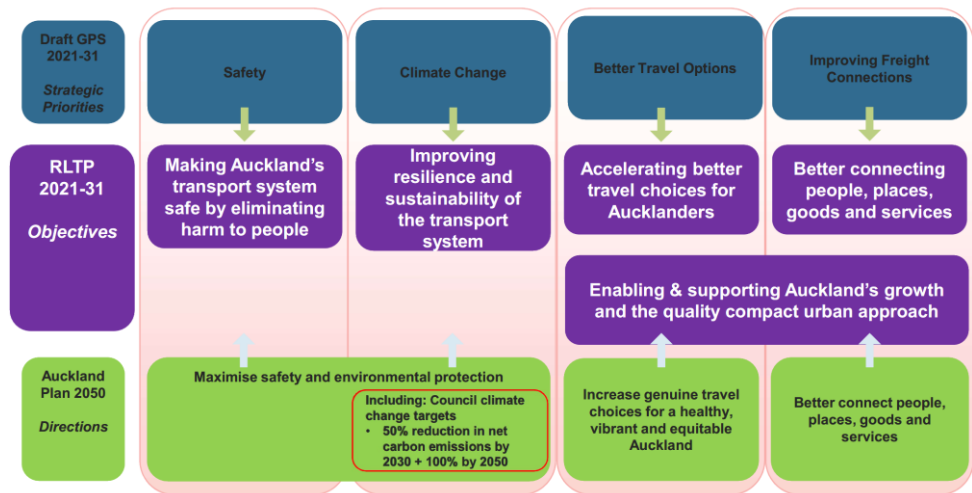 Draft GPS
2021-31
Strategic
Priorities
Safety
Climate Change
Better Travel Options
Improving Freight
Connections
RLTP
2021-31
Objectives
Making Auckland's
transport system
safe by eliminating
harm to people
Improving
resilience and
sustainability of
the transport
system
Accelerating better
travel choices for
Aucklanders
Better connecting
people, places,
goods and services
Enabling & supporting Auckland's growth
and the quality compact urban approach
Auckland
Plan 2050
Directions
Maximise safety and environmental protection
Including: Council climate
change targets
• 50% reduction in net
carbon emissions by
2030 + 100% by 2050
Increase genuine travel
choices for a healthy,
vibrant and equitable
Auckland
Better connect people,
places, goods and
services